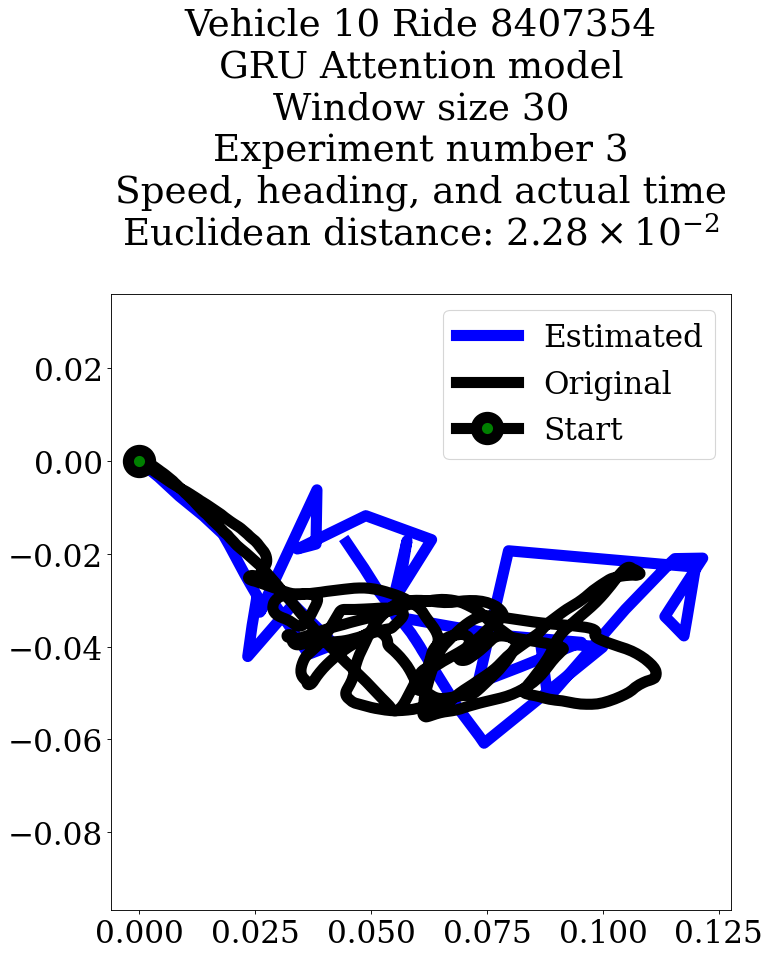 Vehicle 10 Ride 8407354
GRU Attention model
Window size 30
Experiment number 3
Speed, heading, and actual time
Euclidean distance: 2.28 × 10⁻²
Estimated
Original
Start
0.02
0.00
−0.02
−0.04
−0.06
−0.08
0.000 0.025 0.050 0.075 0.100 0.125